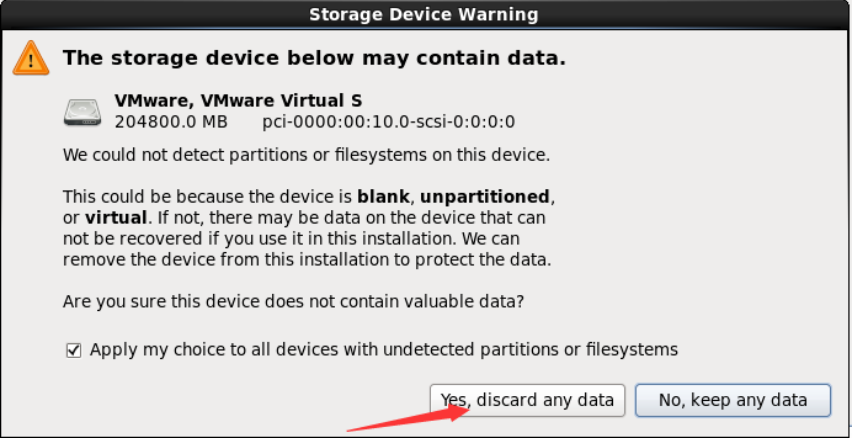 Storage Device Warning
The storage device below may contain data.
VMware, VMware Virtual S
204800.0 MB pci-0000:00:10.0-scsi-0:0:0:0
We could not detect partitions or filesystems on this device.
This could be because the device is blank, unpartitioned,
or virtual. If not, there may be data on the device that can
not be recovered if you use it in this installation. We can
remove the device from this installation to protect the data.
Are you sure this device does not contain valuable data?
Apply my choice to all devices with undetected partitions or filesystems
Yes, discard any data
No, keep any data